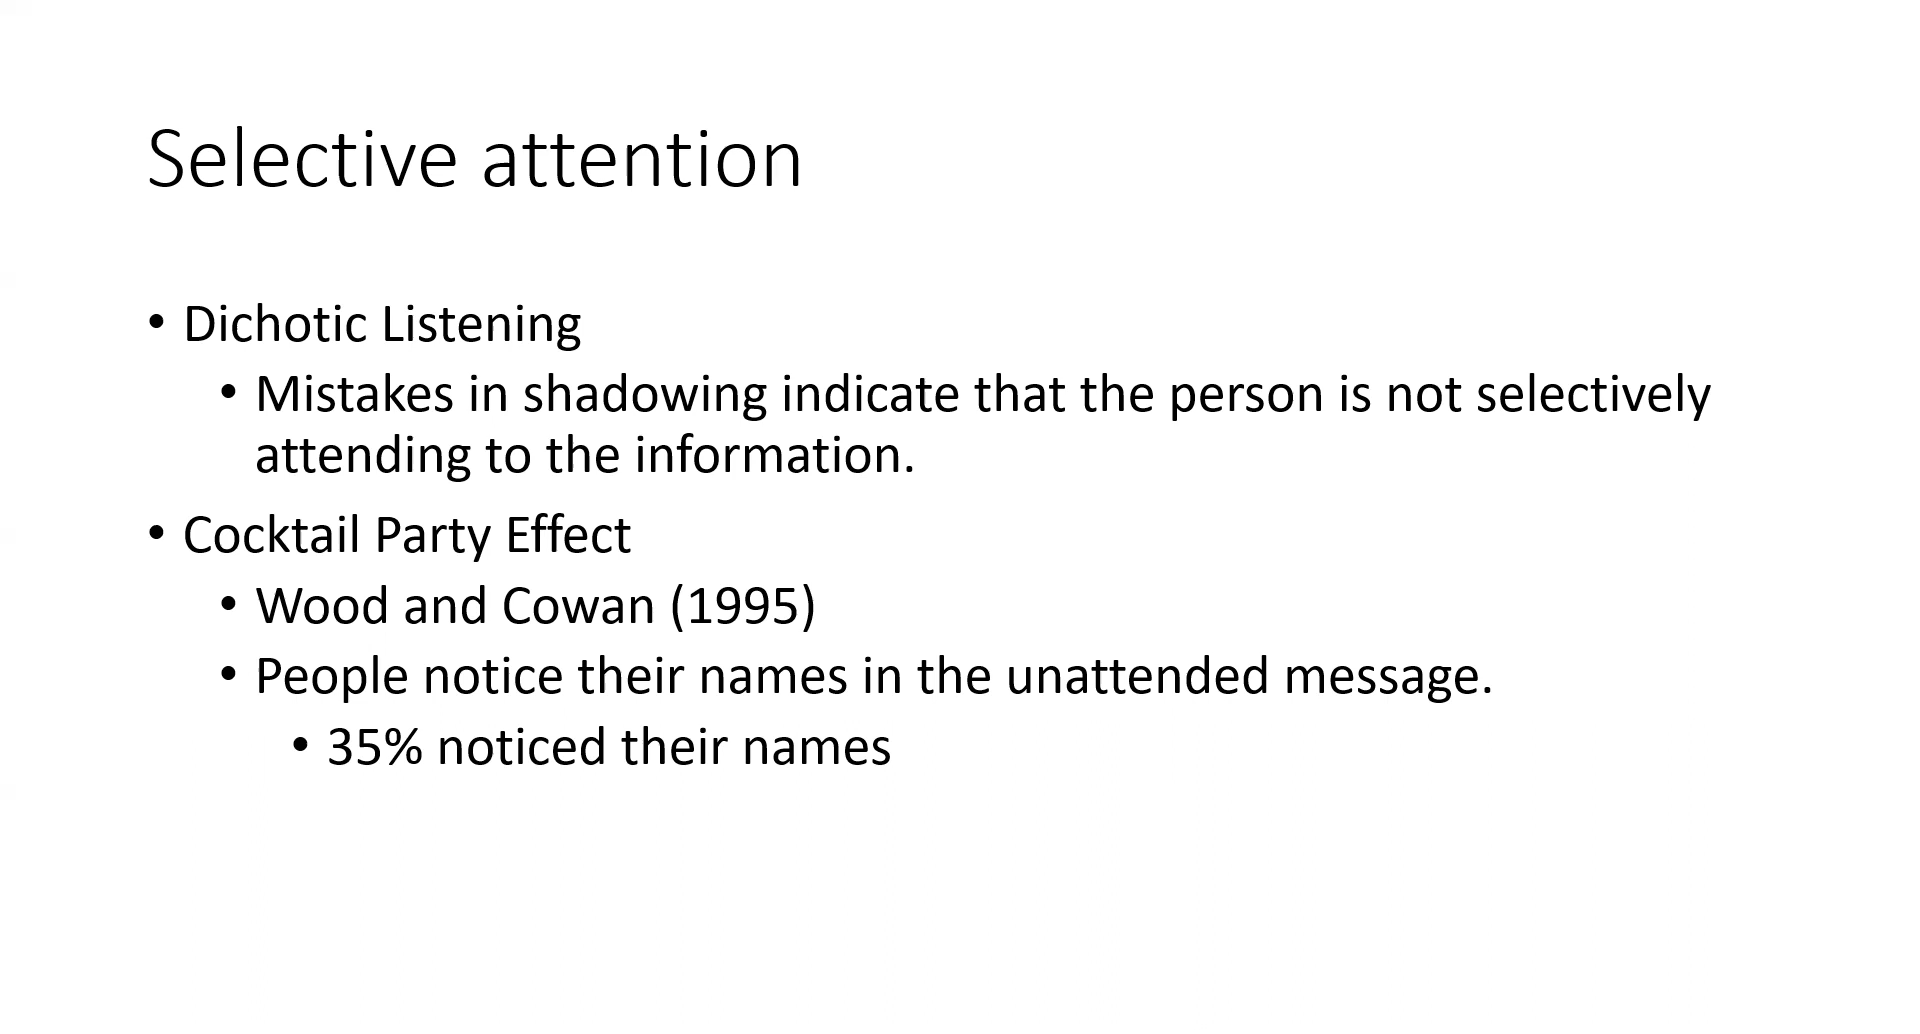 Selective attention
• Dichotic Listening
• Mistakes in shadowing indicate that the person is not selectively
attending to the information.
• Cocktail Party Effect
• Wood and Cowan (1995)
• People notice their names in the unattended message.
• 35% noticed their names